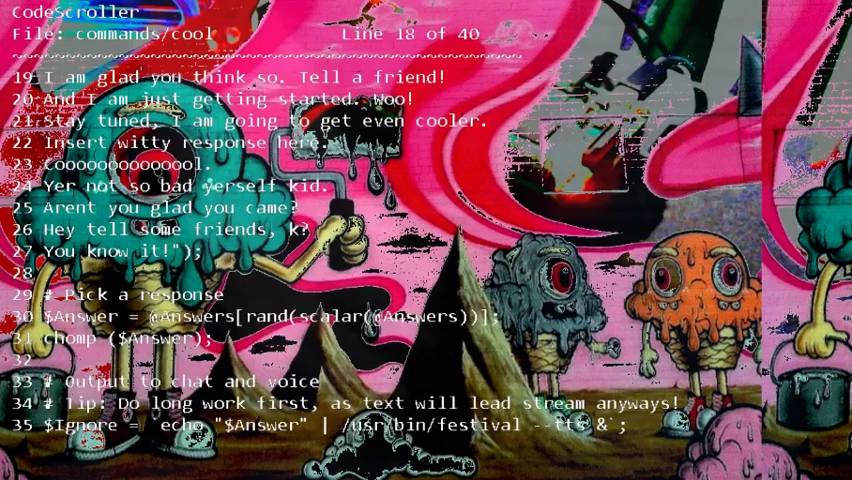 CodeScroller
File: commands/cool Line 18 of 40
~~~~~~~~~~~~~~~~~~~~~~~~~~~~~~~~~~~~~~~~~~~~~~~~~~~~~~~~~~~~
19 I am glad you think so. Tell a friend!
20 And I am just getting started. Woo!
21 Stay tuned, I am going to get even cooler.
22 Insert witty response here.
23 Cooooooooooool.
24 Yer not so bad yerself kid.
25 Arent you glad you came?
26 Hey tell some friends, k?
27 You know it!");
28
29 # Pick a response
30 $Answer = @Answers[rand(scalar(@Answers))];
31 chomp ($Answer);
32
33 # Output to chat and voice
34 # Tip: Do long work first, as text will lead stream anyways!
35 $Ignore = `echo "$Answer" | /usr/bin/festival --tts &`;